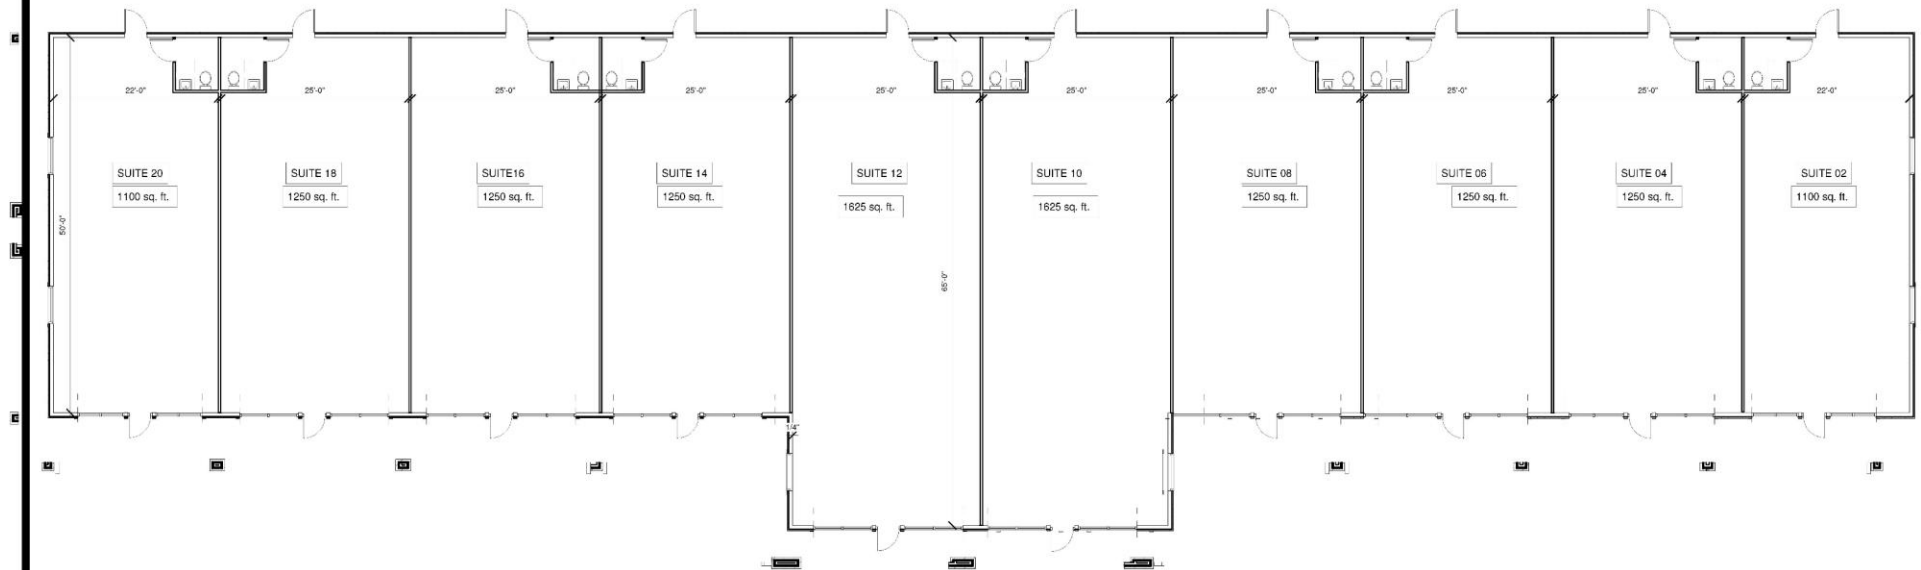 22'-0"
25'-0"
25'-0"
25'-0"
25'-0"
25'-0"
25'-0"
25'-0"
25'-0"
22'-0"
SUITE 20
1100 sq. ft.
SUITE 18
1250 sq. ft.
SUITE16
1250 sq. ft.
SUITE 14
1250 sq. ft.
SUITE 12
1625 sq. ft.
SUITE 10
1625 sq. ft.
SUITE 08
1250 sq. ft.
SUITE 06
1250 sq. ft.
SUITE 04
1250 sq. ft.
SUITE 02
1100 sq. ft.
50'-0"
65'-0"
1/4"